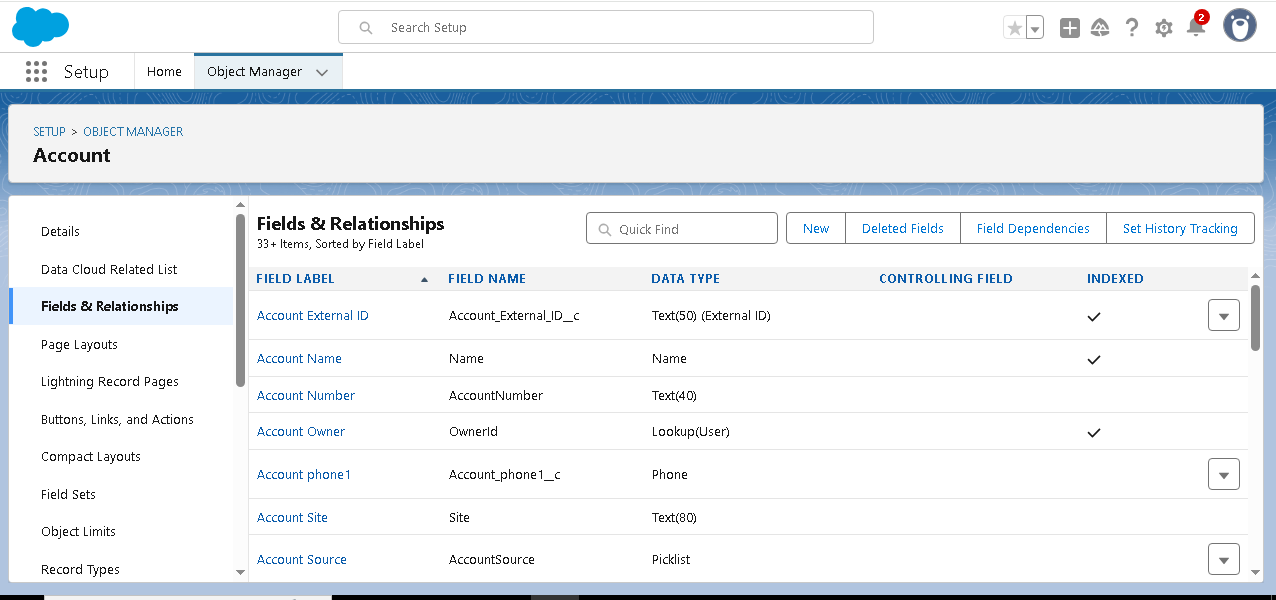 Search Setup
2
Setup
Home
Object Manager
SETUP > OBJECT MANAGER
Account
Details
Data Cloud Related List
Fields & Relationships
Page Layouts
Lightning Record Pages
Buttons, Links, and Actions
Compact Layouts
Field Sets
Object Limits
Record Types
Fields & Relationships
33+ Items, Sorted by Field Label
Quick Find
New
Deleted Fields
Field Dependencies
Set History Tracking
FIELD LABEL FIELD NAME DATA TYPE CONTROLLING FIELD INDEXED
Account External ID Account_External_ID__c Text(50) (External ID)
Account Name Name Name
Account Number AccountNumber Text(40)
Account Owner OwnerId Lookup(User)
Account phone1 Account_phone1__c Phone
Account Site Site Text(80)
Account Source AccountSource Picklist